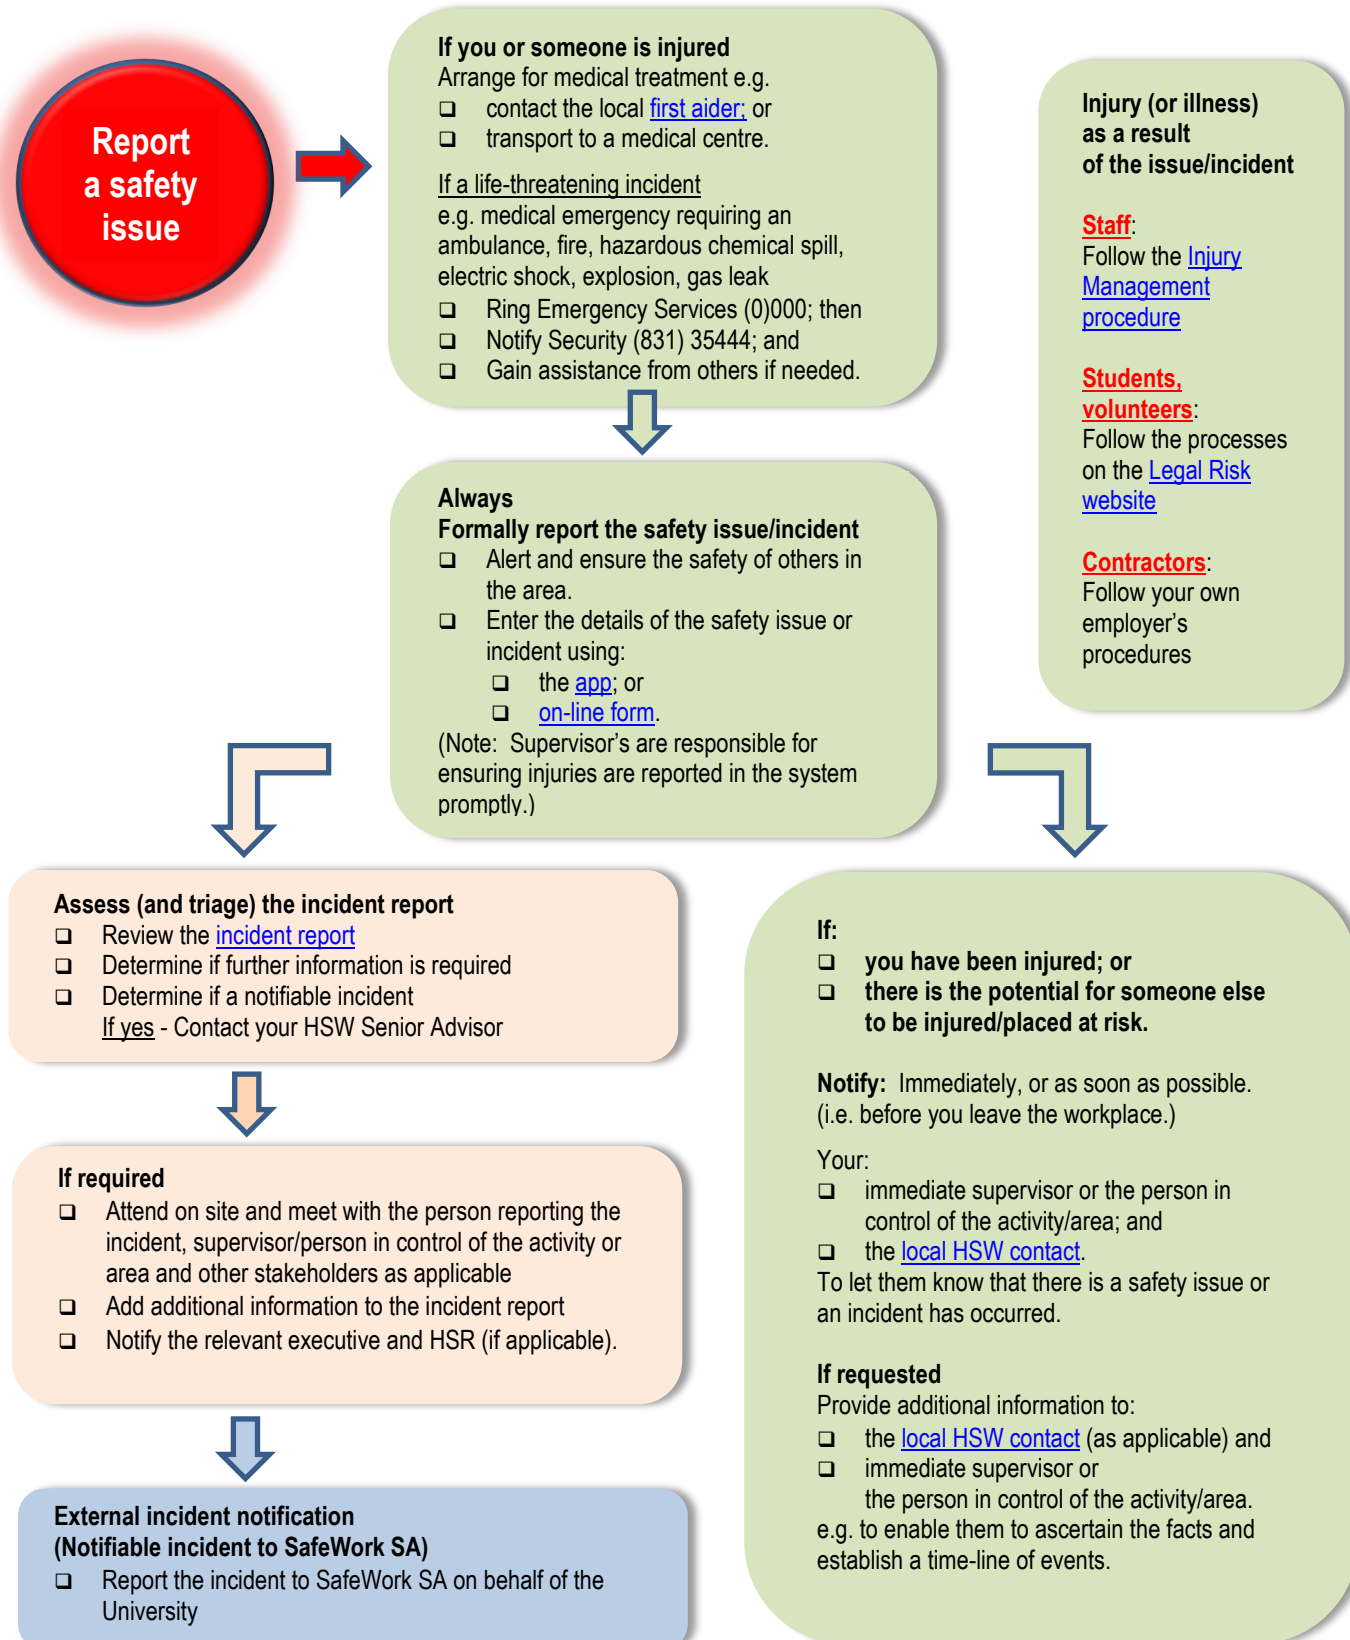 Report
a safety
issue
If you or someone is injured
Arrange for medical treatment e.g.
❑ contact the local first aider; or
❑ transport to a medical centre.
If a life-threatening incident
e.g. medical emergency requiring an
ambulance, fire, hazardous chemical spill,
electric shock, explosion, gas leak
❑ Ring Emergency Services (0)000; then
❑ Notify Security (831) 35444; and
❑ Gain assistance from others if needed.
Injury (or illness)
as a result
of the issue/incident
Staff:
Follow the Injury
Management
procedure
Students,
volunteers:
Follow the processes
on the Legal Risk
website
Contractors:
Follow your own
employer’s
procedures
Always
Formally report the safety issue/incident
❑ Alert and ensure the safety of others in
the area.
❑ Enter the details of the safety issue or
incident using:
❑ the app; or
❑ on-line form.
(Note: Supervisor’s are responsible for
ensuring injuries are reported in the system
promptly.)
Assess (and triage) the incident report
❑ Review the incident report
❑ Determine if further information is required
❑ Determine if a notifiable incident
If yes - Contact your HSW Senior Advisor
If required
❑ Attend on site and meet with the person reporting the
incident, supervisor/person in control of the activity or
area and other stakeholders as applicable
❑ Add additional information to the incident report
❑ Notify the relevant executive and HSR (if applicable).
External incident notification
(Notifiable incident to SafeWork SA)
❑ Report the incident to SafeWork SA on behalf of the
University
If:
❑ you have been injured; or
❑ there is the potential for someone else
to be injured/placed at risk.
Notify: Immediately, or as soon as possible.
(i.e. before you leave the workplace.)
Your:
❑ immediate supervisor or the person in
control of the activity/area; and
❑ the local HSW contact.
To let them know that there is a safety issue or
an incident has occurred.
If requested
Provide additional information to:
❑ the local HSW contact (as applicable) and
❑ immediate supervisor or
the person in control of the activity/area.
e.g. to enable them to ascertain the facts and
establish a time-line of events.